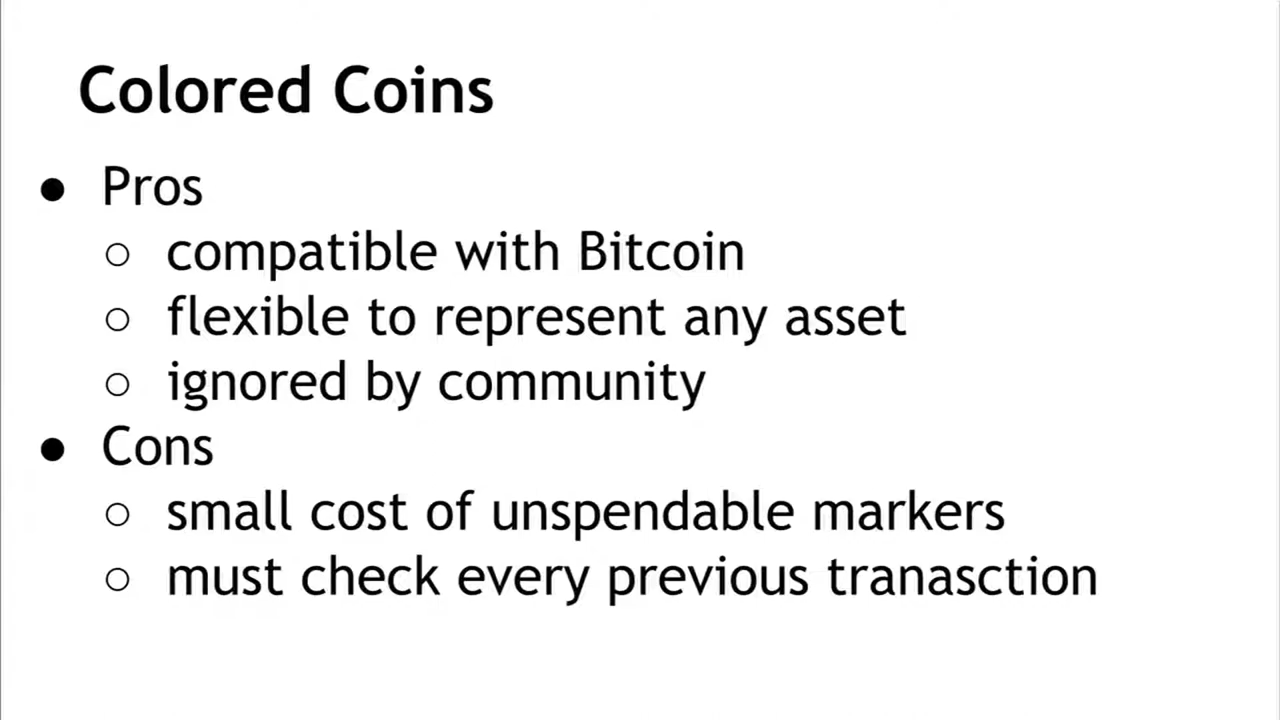 Colored Coins
● Pros
○ compatible with Bitcoin
○ flexible to represent any asset
○ ignored by community
● Cons
○ small cost of unspendable markers
○ must check every previous tranasction